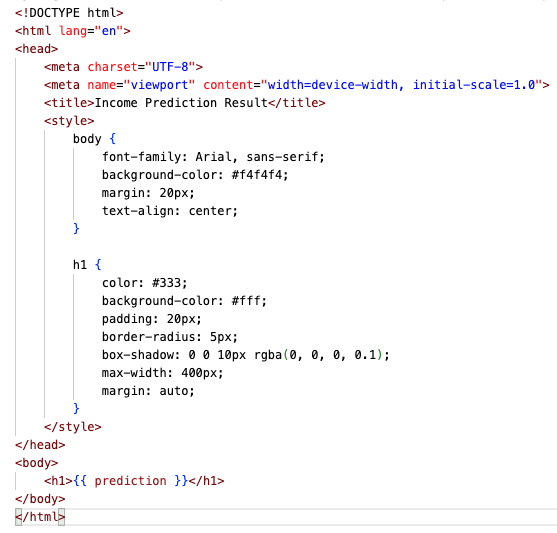 <!DOCTYPE html>
<html lang="en">
<head>
    <meta charset="UTF-8">
    <meta name="viewport" content="width=device-width, initial-scale=1.0">
    <title>Income Prediction Result</title>
    <style>
        body {
            font-family: Arial, sans-serif;
            background-color: #f4f4f4;
            margin: 20px;
            text-align: center;
        }

        h1 {
            color: #333;
            background-color: #fff;
            padding: 20px;
            border-radius: 5px;
            box-shadow: 0 0 10px rgba(0, 0, 0, 0.1);
            max-width: 400px;
            margin: auto;
        }
    </style>
</head>
<body>
    <h1>{{ prediction }}</h1>
</body>
</html>